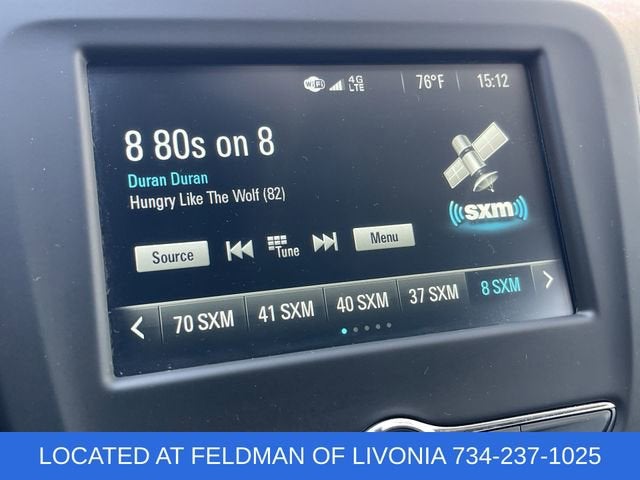 WiFi 4G LTE 76°F 15:12
8 80s on 8
Duran Duran
Hungry Like The Wolf (82)
sxm
Source Tune Menu
70 SXM 41 SXM 40 SXM 37 SXM 8 SXM
LOCATED AT FELDMAN OF LIVONIA 734-237-1025